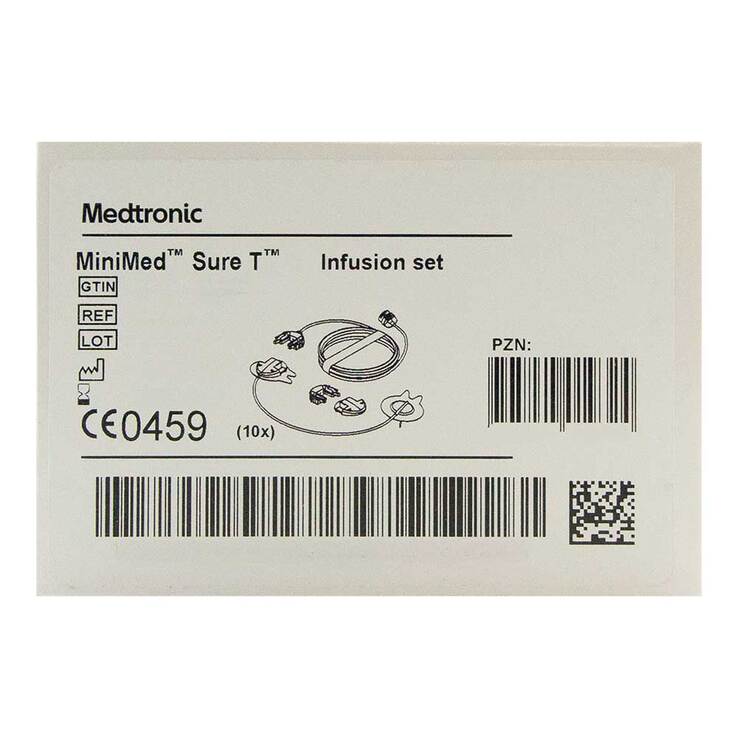 Medtronic
MiniMed™ Sure T™ Infusion set
GTIN
REF
LOT
PZN:
CE0459
(10x)